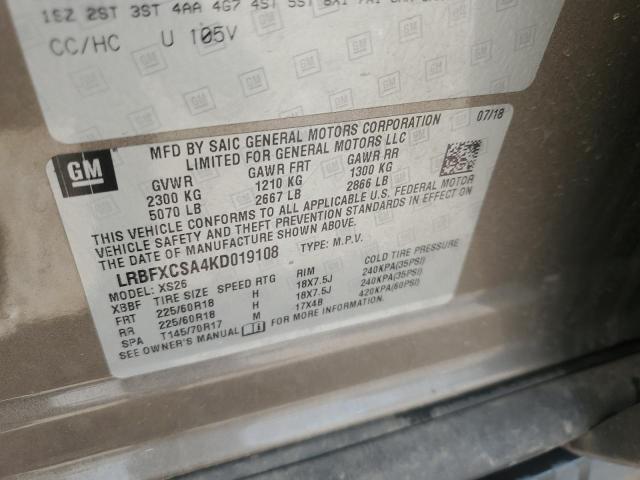 1SZ 2ST 3ST 4AA 4G7 4ST 5ST
CC/HC U 105V
GM
MFD BY SAIC GENERAL MOTORS CORPORATION 07/18
LIMITED FOR GENERAL MOTORS LLC
GVWR GAWR FRT GAWR RR
2300 KG 1210 KG 1300 KG
5070 LB 2667 LB 2866 LB
THIS VEHICLE CONFORMS TO ALL APPLICABLE U.S. FEDERAL MOTOR
VEHICLE SAFETY AND THEFT PREVENTION STANDARDS IN EFFECT ON
THE DATE OF MANUFACTURE SHOWN ABOVE.
LRBFXCSA4KD019108 TYPE: M.P.V.
MODEL: XS26
XBBF TIRE SIZE SPEED RTG RIM COLD TIRE PRESSURE
FRT 225/60R18 H 18X7.5J 240KPA(35PSI)
RR 225/60R18 H 18X7.5J 240KPA(35PSI)
SPA T145/70R17 M 17X4B 420KPA(60PSI)
SEE OWNER'S MANUAL FOR MORE INFORMATION.